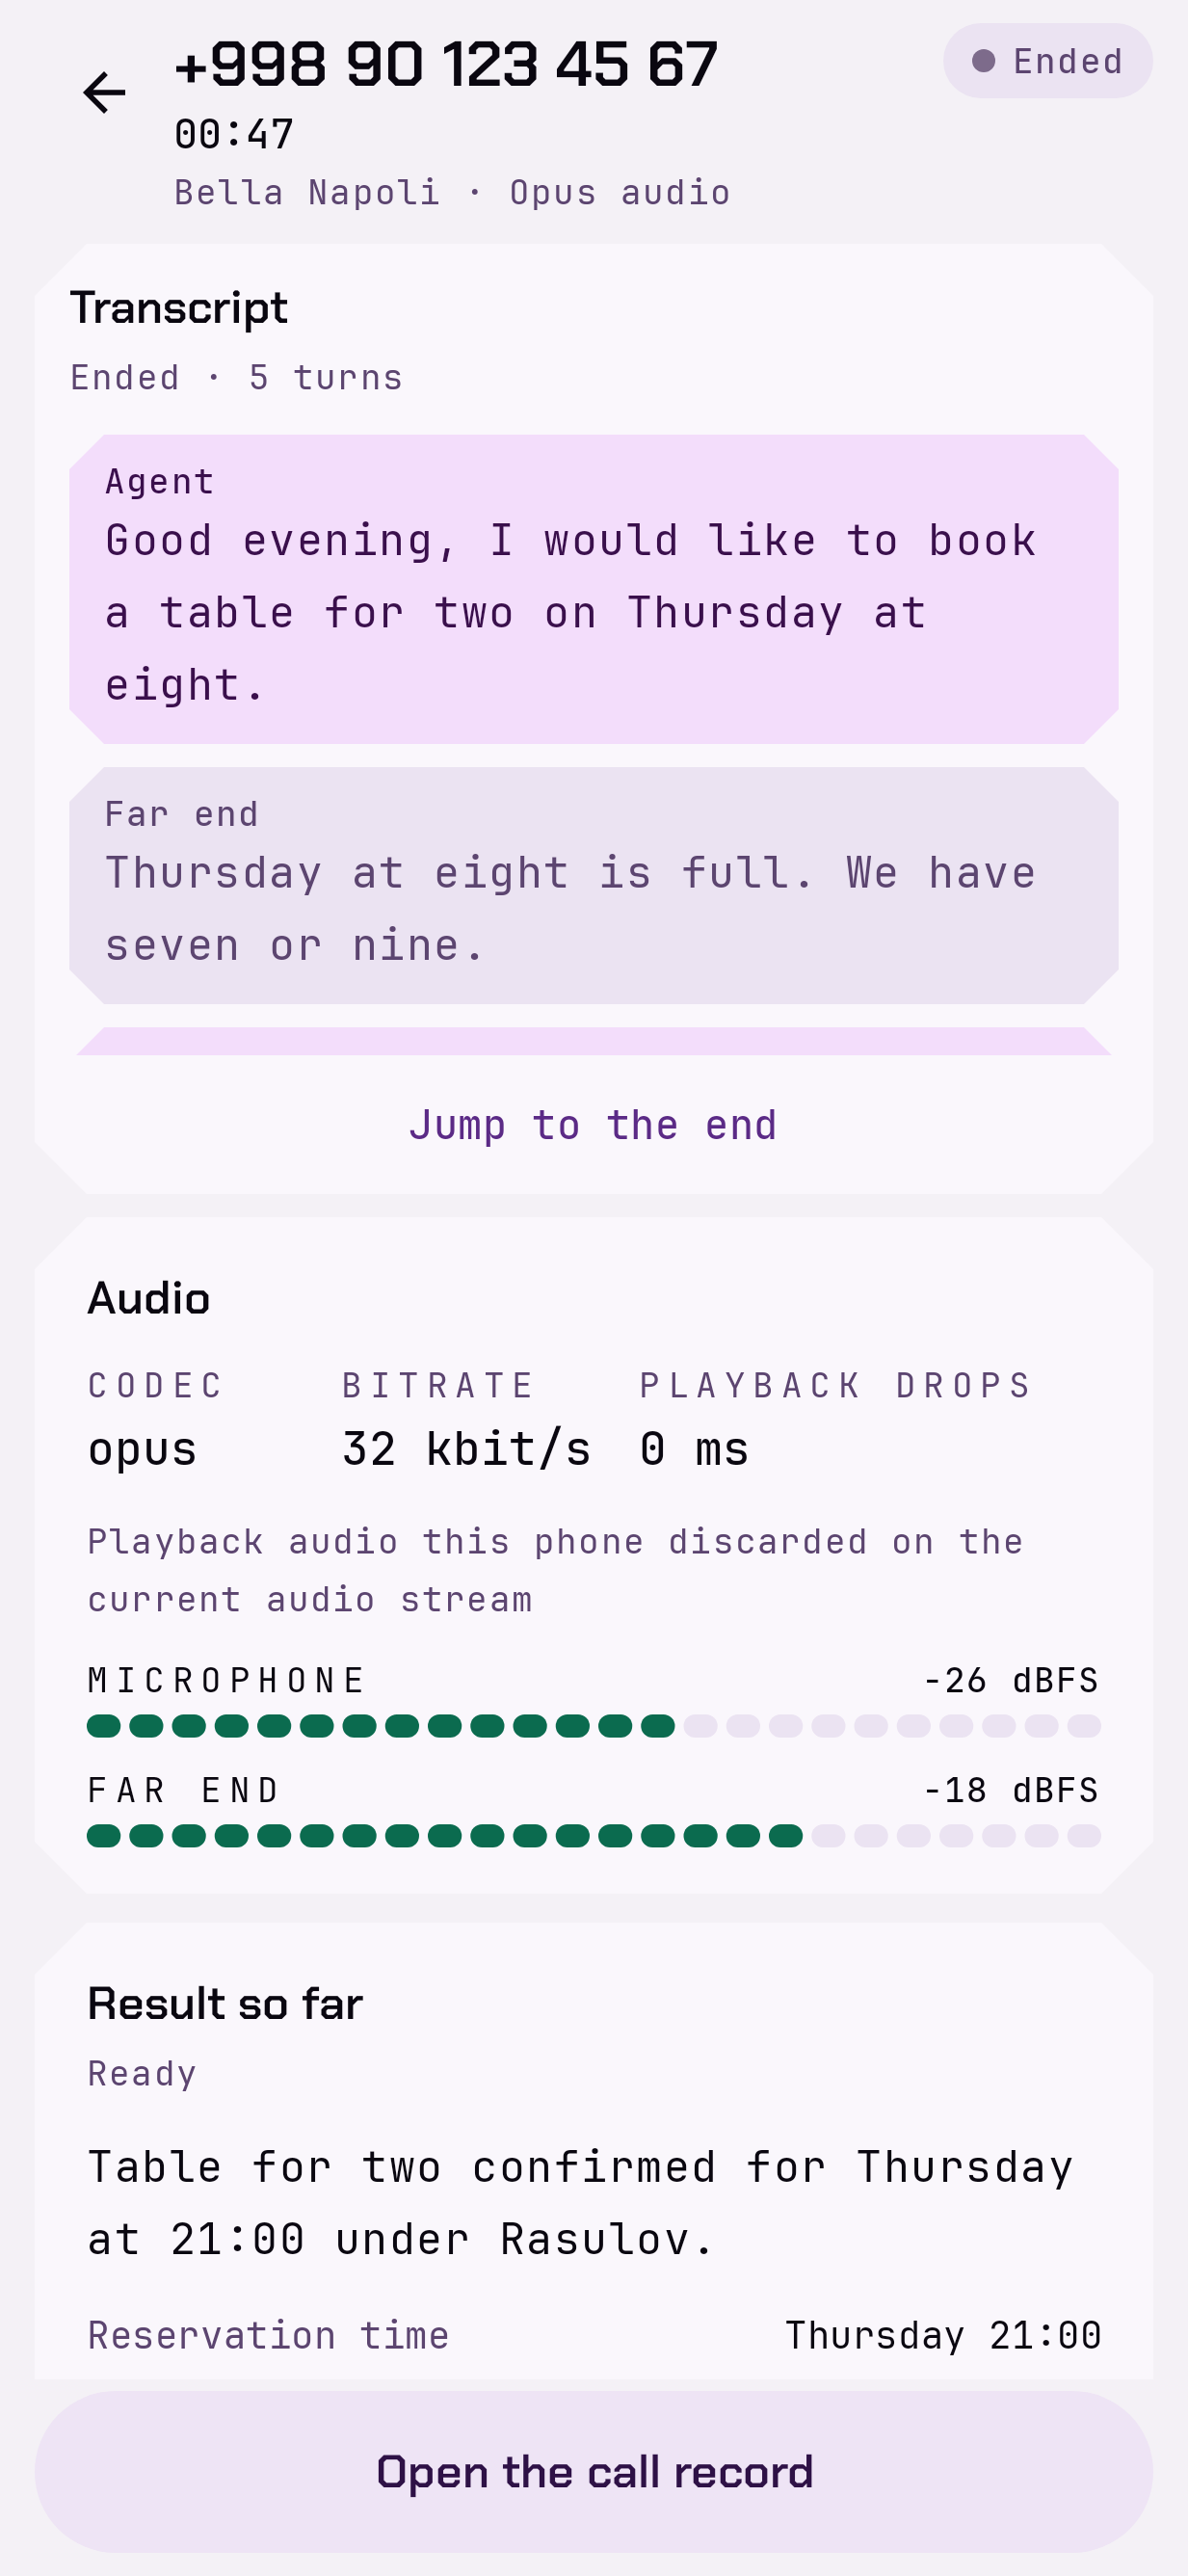 +998 90 123 45 67
Ended
00:47
Bella Napoli · Opus audio
Transcript
Ended · 5 turns
Agent
Good evening, I would like to book
a table for two on Thursday at
eight.
Far end
Thursday at eight is full. We have
seven or nine.
Jump to the end
Audio
CODEC BITRATE PLAYBACK DROPS
opus 32 kbit/s 0 ms
Playback audio this phone discarded on the
current audio stream
MICROPHONE -26 dBFS
FAR END -18 dBFS
Result so far
Ready
Table for two confirmed for Thursday
at 21:00 under Rasulov.
Reservation time Thursday 21:00
Open the call record